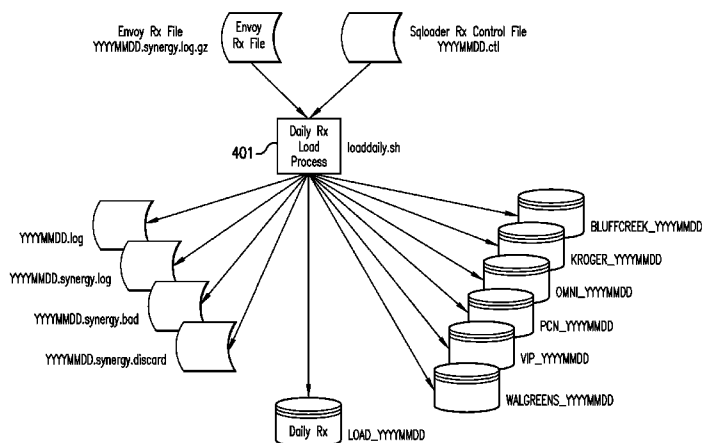 Envoy Rx File
YYYYMMDD.synergy.log.gz
Envoy
Rx File
Sqloader Rx Control File
YYYYMMDD.ctl
401
Daily Rx
Load
Process
loaddaily.sh
YYYYMMDD.log
YYYYMMDD.synergy.log
YYYYMMDD.synergy.bad
YYYYMMDD.synergy.discard
BLUFFCREEK_YYYYMMDD
KROGER_YYYYMMDD
OMNI_YYYYMMDD
PCN_YYYYMMDD
VIP_YYYYMMDD
WALGREENS_YYYYMMDD
Daily Rx
LOAD_YYYYMMDD